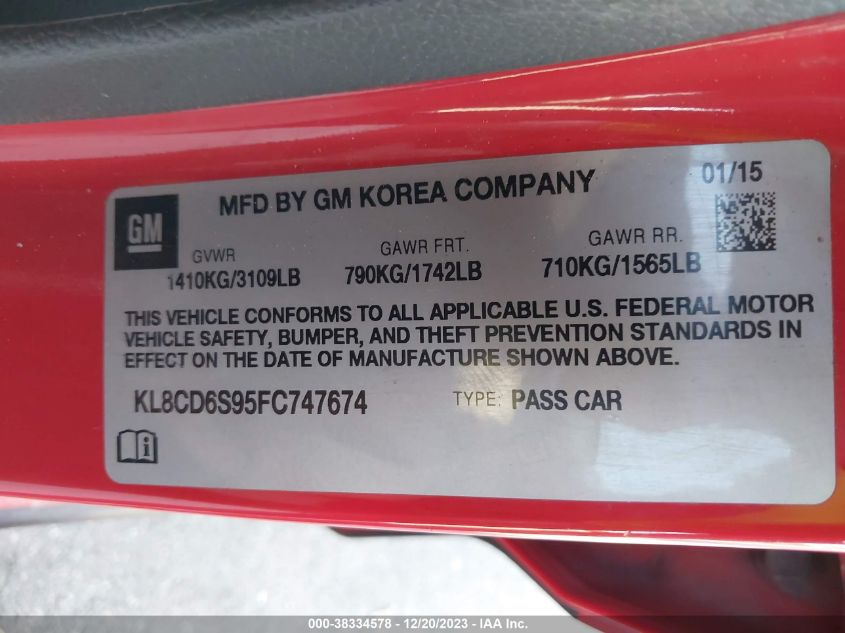 GM
MFD BY GM KOREA COMPANY
01/15
GVWR
1410KG/3109LB
GAWR FRT.
790KG/1742LB
GAWR RR.
710KG/1565LB
THIS VEHICLE CONFORMS TO ALL APPLICABLE U.S. FEDERAL MOTOR
VEHICLE SAFETY, BUMPER, AND THEFT PREVENTION STANDARDS IN
EFFECT ON THE DATE OF MANUFACTURE SHOWN ABOVE.
KL8CD6S95FC747674
TYPE: PASS CAR
000-38334578 - 12/20/2023 - IAA Inc.